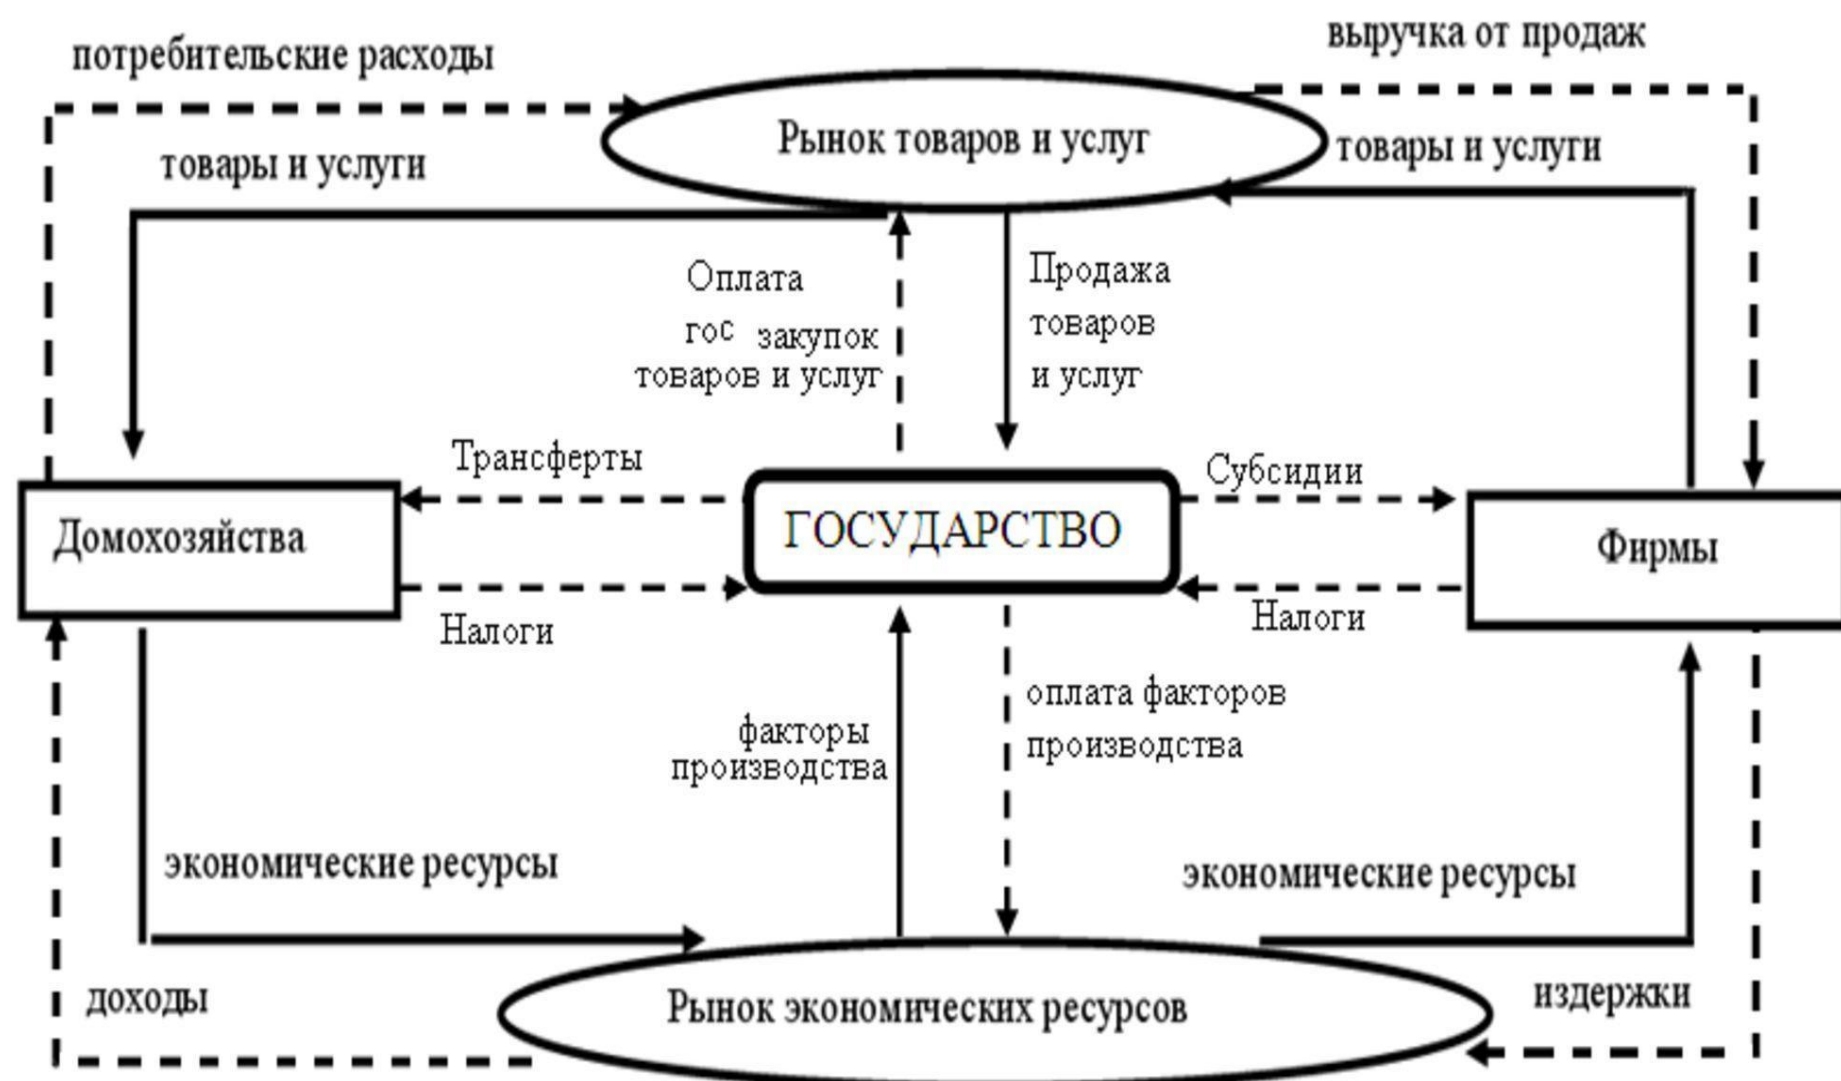 выручка от продаж
потребительские расходы
Рынок товаров и услуг
товары и услуги
товары и услуги
Оплата
гос закупок
товаров и услуг
Продажа
товаров
и услуг
Трансферты
Субсидии
Домохозяйства
ГОСУДАРСТВО
Фирмы
Налоги
Налоги
факторы
производства
оплата факторов
производства
экономические ресурсы
экономические ресурсы
доходы
Рынок экономических ресурсов
издержки